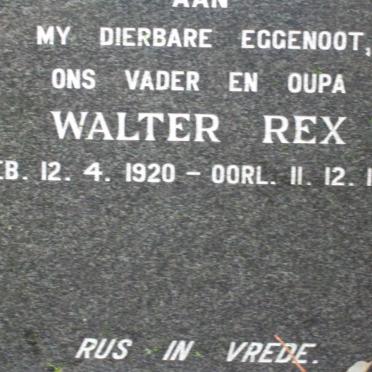 AAN
MY DIERBARE EGGENOOT,
ONS VADER EN OUPA
WALTER REX
EB. 12. 4. 1920 – OORL. 11. 12. 1
RUS IN VREDE.